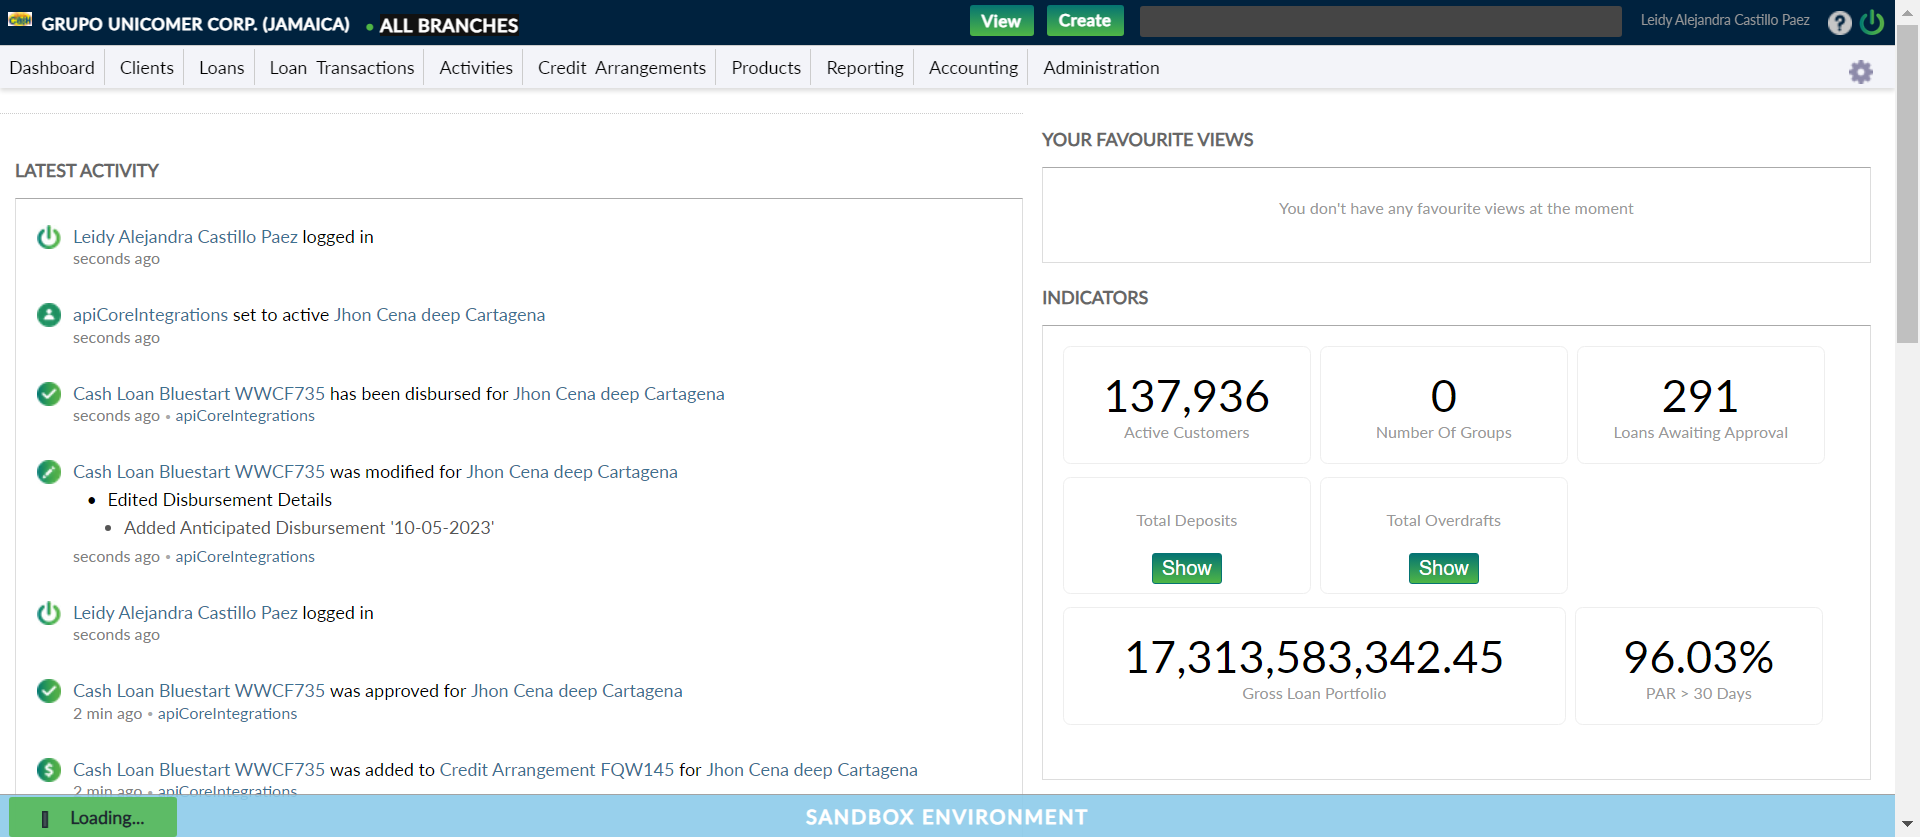 Cash
GRUPO UNICOMER CORP. (JAMAICA) • ALL BRANCHES
View
Create
Leidy Alejandra Castillo Paez
?
Dashboard
Clients
Loans
Loan Transactions
Activities
Credit Arrangements
Products
Reporting
Accounting
Administration
LATEST ACTIVITY
Leidy Alejandra Castillo Paez logged in
seconds ago
apiCoreIntegrations set to active Jhon Cena deep Cartagena
seconds ago
Cash Loan Bluestart WWCF735 has been disbursed for Jhon Cena deep Cartagena
seconds ago • apiCoreIntegrations
Cash Loan Bluestart WWCF735 was modified for Jhon Cena deep Cartagena
• Edited Disbursement Details
• Added Anticipated Disbursement '10-05-2023'
seconds ago • apiCoreIntegrations
Leidy Alejandra Castillo Paez logged in
seconds ago
Cash Loan Bluestart WWCF735 was approved for Jhon Cena deep Cartagena
2 min ago • apiCoreIntegrations
$
Cash Loan Bluestart WWCF735 was added to Credit Arrangement FQW145 for Jhon Cena deep Cartagena
2 min ago • apiCoreIntegrations
YOUR FAVOURITE VIEWS
You don't have any favourite views at the moment
INDICATORS
137,936
Active Customers
0
Number Of Groups
291
Loans Awaiting Approval
Total Deposits
Show
Total Overdrafts
Show
17,313,583,342.45
Gross Loan Portfolio
96.03%
PAR > 30 Days
Loading...
SANDBOX ENVIRONMENT